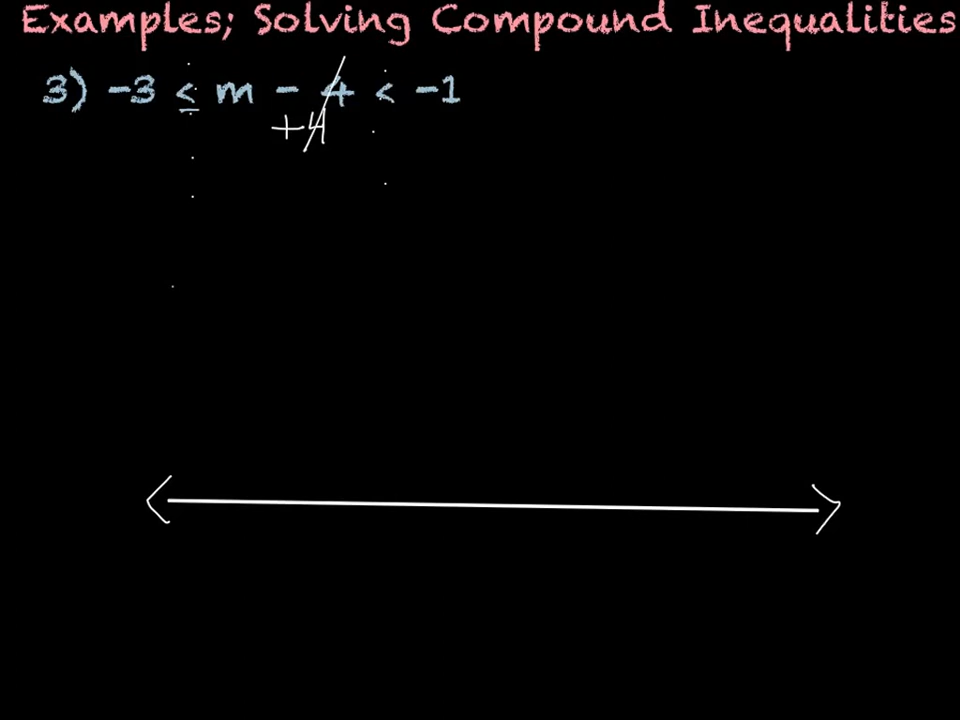 Examples; Solving Compound Inequalities
3) -3 ≤ m - 4 < -1
+4